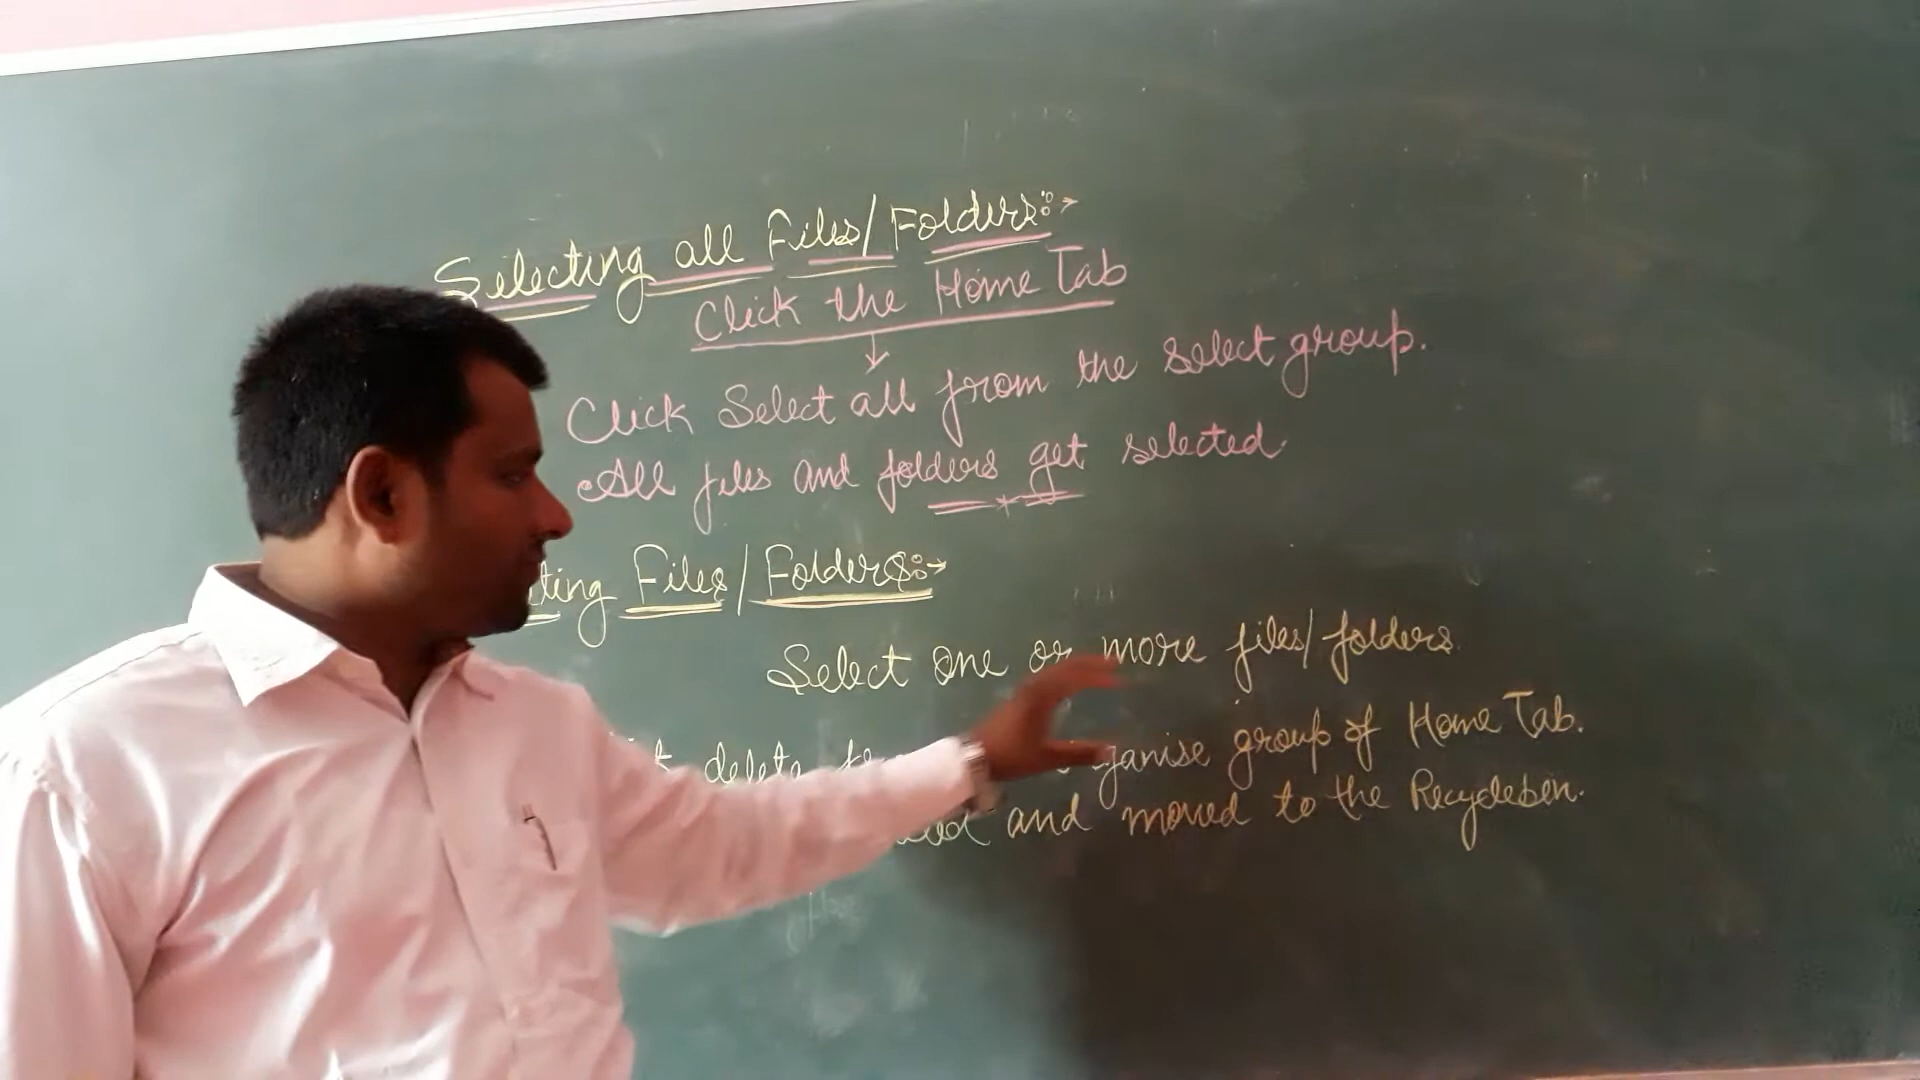 Selecting all Files/Folders:->
Click the Home Tab
↓
Click Select all from the select group.
All files and folders get selected.
ting Files/Folders:->
Select one or more files/folders.
delete organise group of Home Tab.
and moved to the Recyclebin.